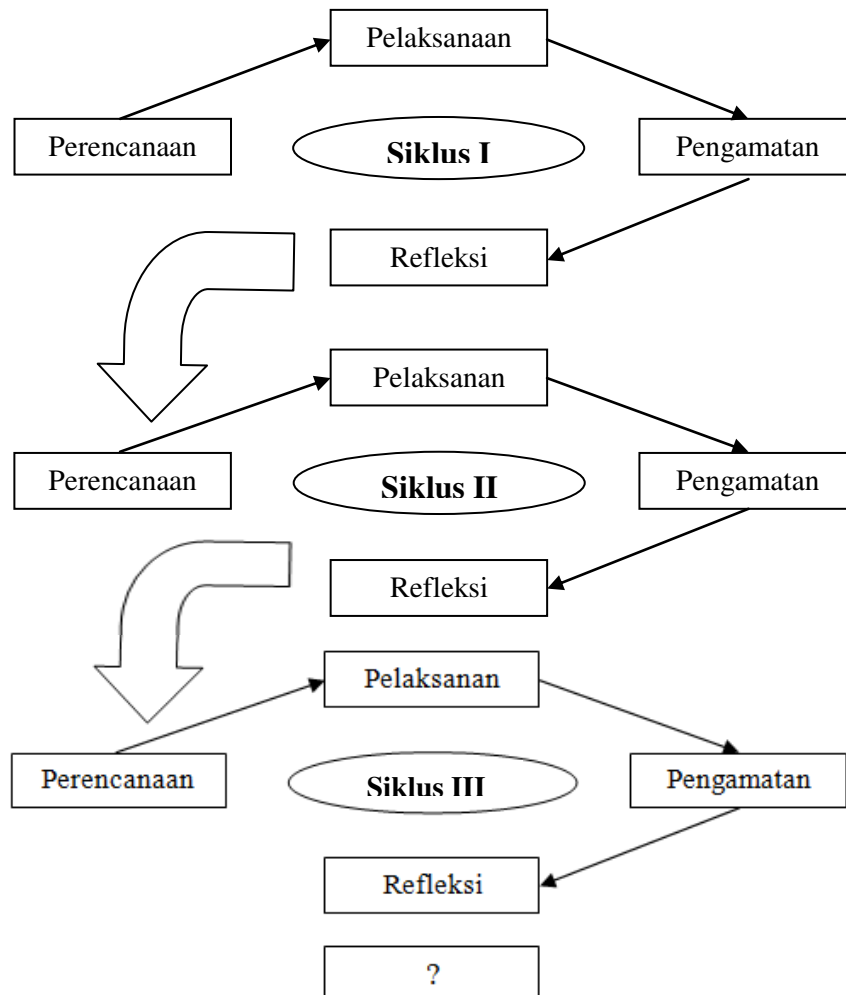 Pelaksanaan
Perencanaan
Siklus I
Pengamatan
Refleksi
Pelaksanan
Perencanaan
Siklus II
Pengamatan
Refleksi
Pelaksanan
Perencanaan
Siklus III
Pengamatan
Refleksi
?